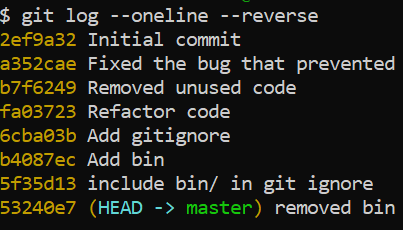 $ git log --oneline --reverse
2ef9a32 Initial commit
a352cae Fixed the bug that prevented
b7f6249 Removed unused code
fa03723 Refactor code
6cba03b Add gitignore
b4087ec Add bin
5f35d13 include bin/ in git ignore
53240e7 (HEAD -> master) removed bin